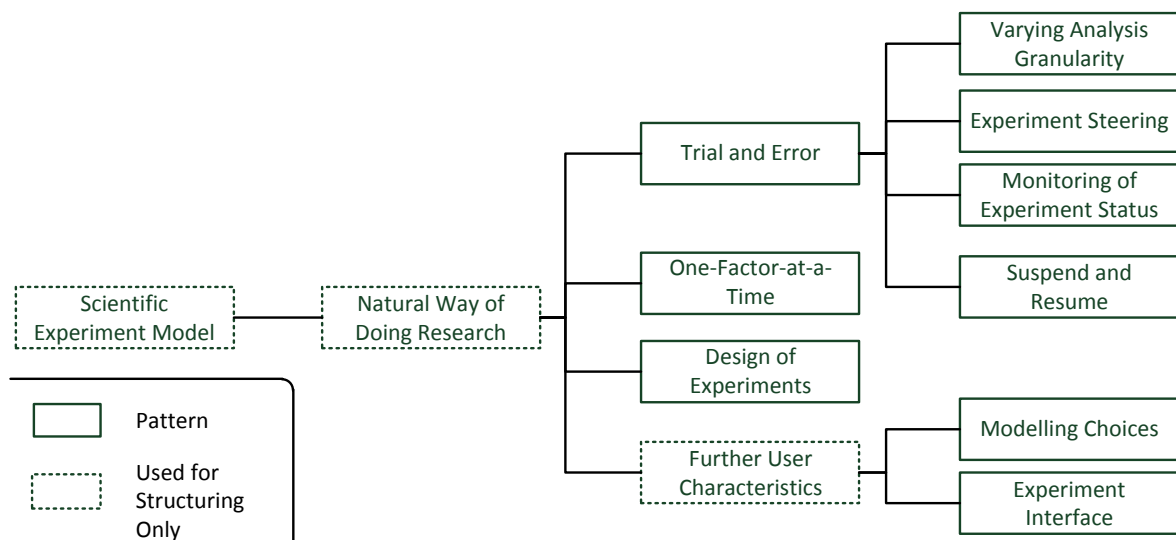 Varying Analysis
Granularity
Experiment Steering
Trial and Error
Monitoring of
Experiment Status
One-Factor-at-a-
Time
Suspend and
Resume
Scientific
Experiment Model
Natural Way of
Doing Research
Design of
Experiments
Pattern
Modelling Choices
Further User
Characteristics
Used for
Structuring
Only
Experiment
Interface